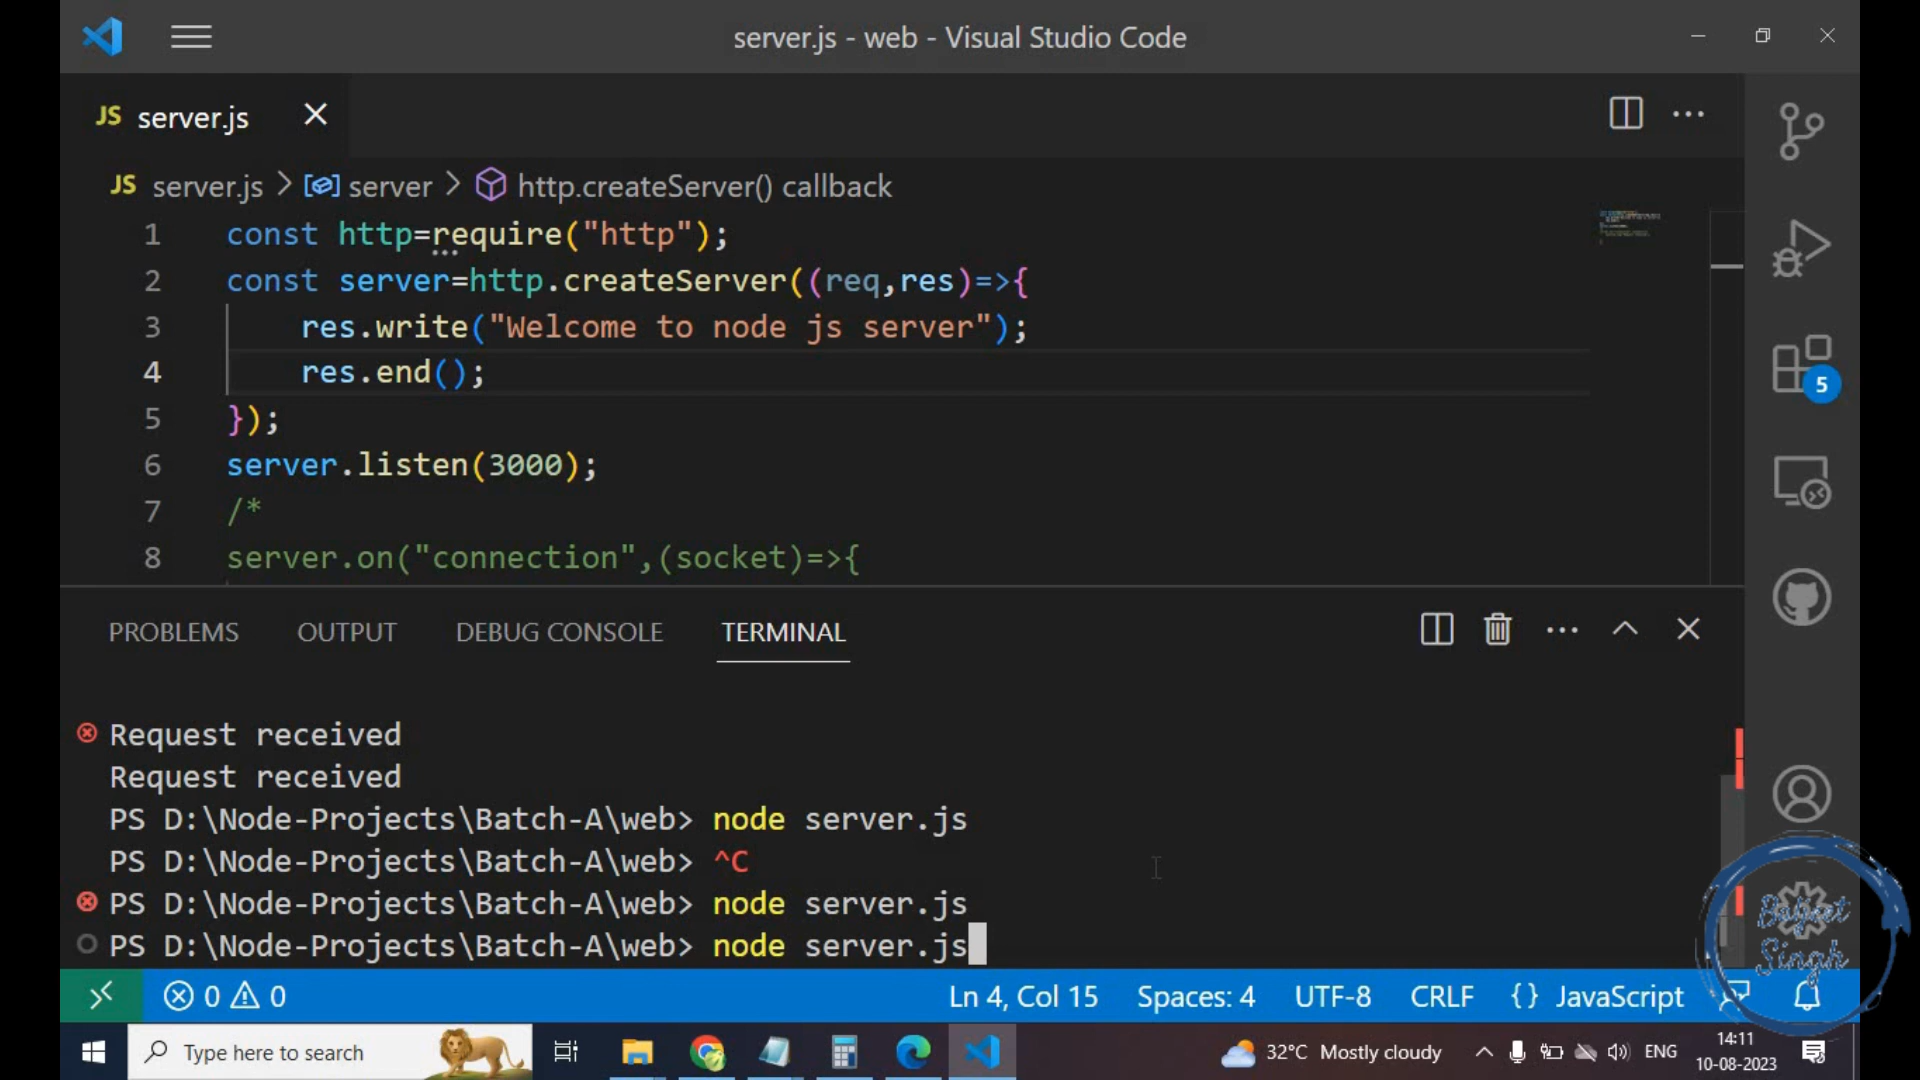 server.js - web - Visual Studio Code
JS server.js
JS server.js > server > http.createServer() callback
1 const http=require("http");
2 const server=http.createServer((req,res)=>{
3 res.write("Welcome to node js server");
4 res.end();
5 });
6 server.listen(3000);
7 /*
8 server.on("connection",(socket)=>{
5
PROBLEMS OUTPUT DEBUG CONSOLE TERMINAL
Request received
Request received
PS D:\Node-Projects\Batch-A\web> node server.js
PS D:\Node-Projects\Batch-A\web> ^C
PS D:\Node-Projects\Batch-A\web> node server.js
PS D:\Node-Projects\Batch-A\web> node server.js
Baljeet
Singh
0 0 Ln 4, Col 15 Spaces: 4 UTF-8 CRLF {} JavaScript
Type here to search 32°C Mostly cloudy ENG 14:11
10-08-2023